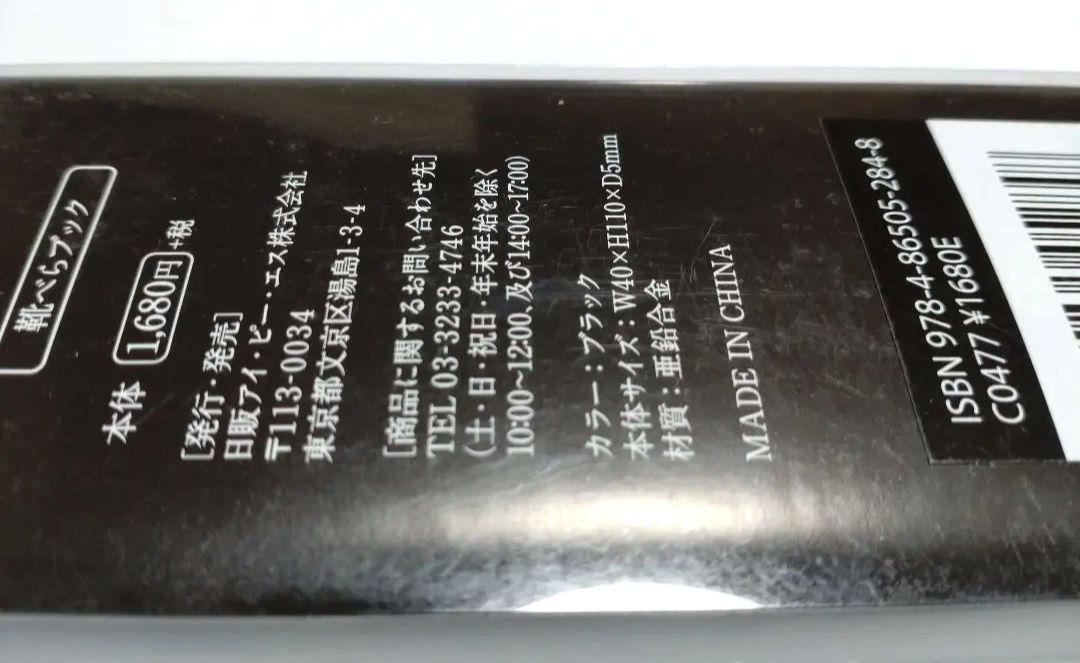 靴べらブック
本体 1,680円 +税
[発行・発売]
日販アイ・ピー・エス株式会社
〒113-0034
東京都文京区湯島1-3-4
[商品に関するお問い合わせ先]
TEL 03-3233-4746
(土・日・祝日・年末年始を除く
10:00~12:00、及び14:00~17:00)
カラー:ブラック
本体サイズ:W40×H110×D5mm
材質:亜鉛合金
MADE IN CHINA
ISBN 978-4-86505-284-8
C0477 ¥1680E